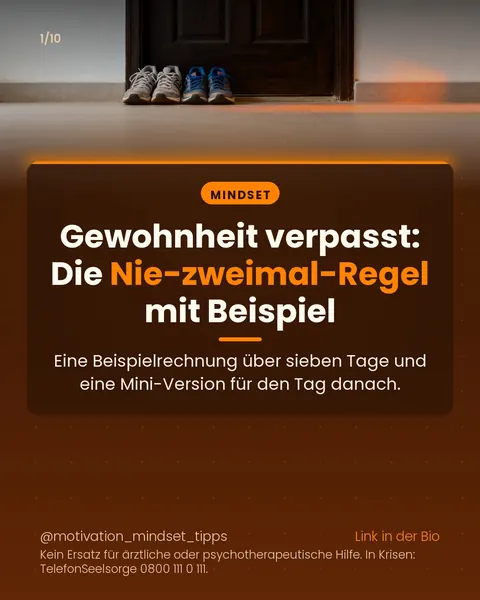 1/10
MINDSET
Gewohnheit verpasst:
Die Nie-zweimal-Regel
mit Beispiel
Eine Beispielrechnung über sieben Tage und
eine Mini-Version für den Tag danach.
@motivation_mindset_tipps
Link in der Bio
Kein Ersatz für ärztliche oder psychotherapeutische Hilfe. In Krisen:
TelefonSeelsorge 0800 111 0 111.